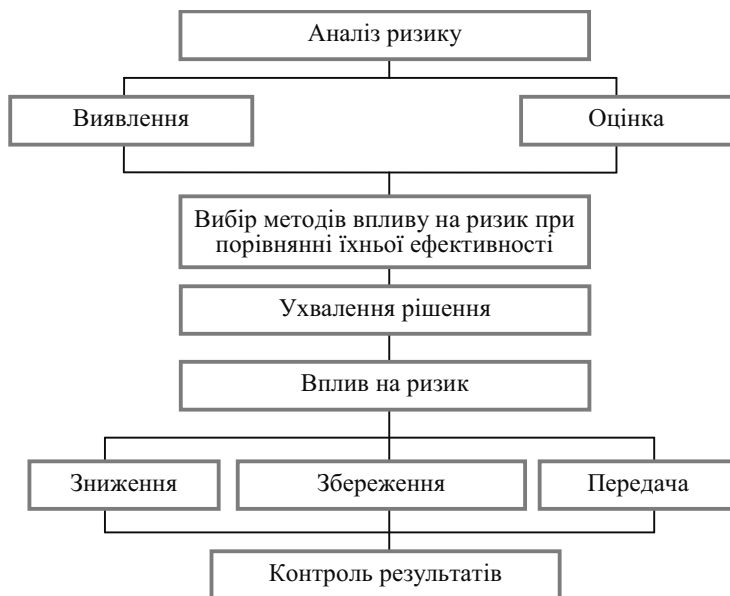 Аналіз ризику
Виявлення
Оцінка
Вибір методів впливу на ризик при
порівнянні їхньої ефективності
Ухвалення рішення
Вплив на ризик
Зниження
Збереження
Передача
Контроль результатів